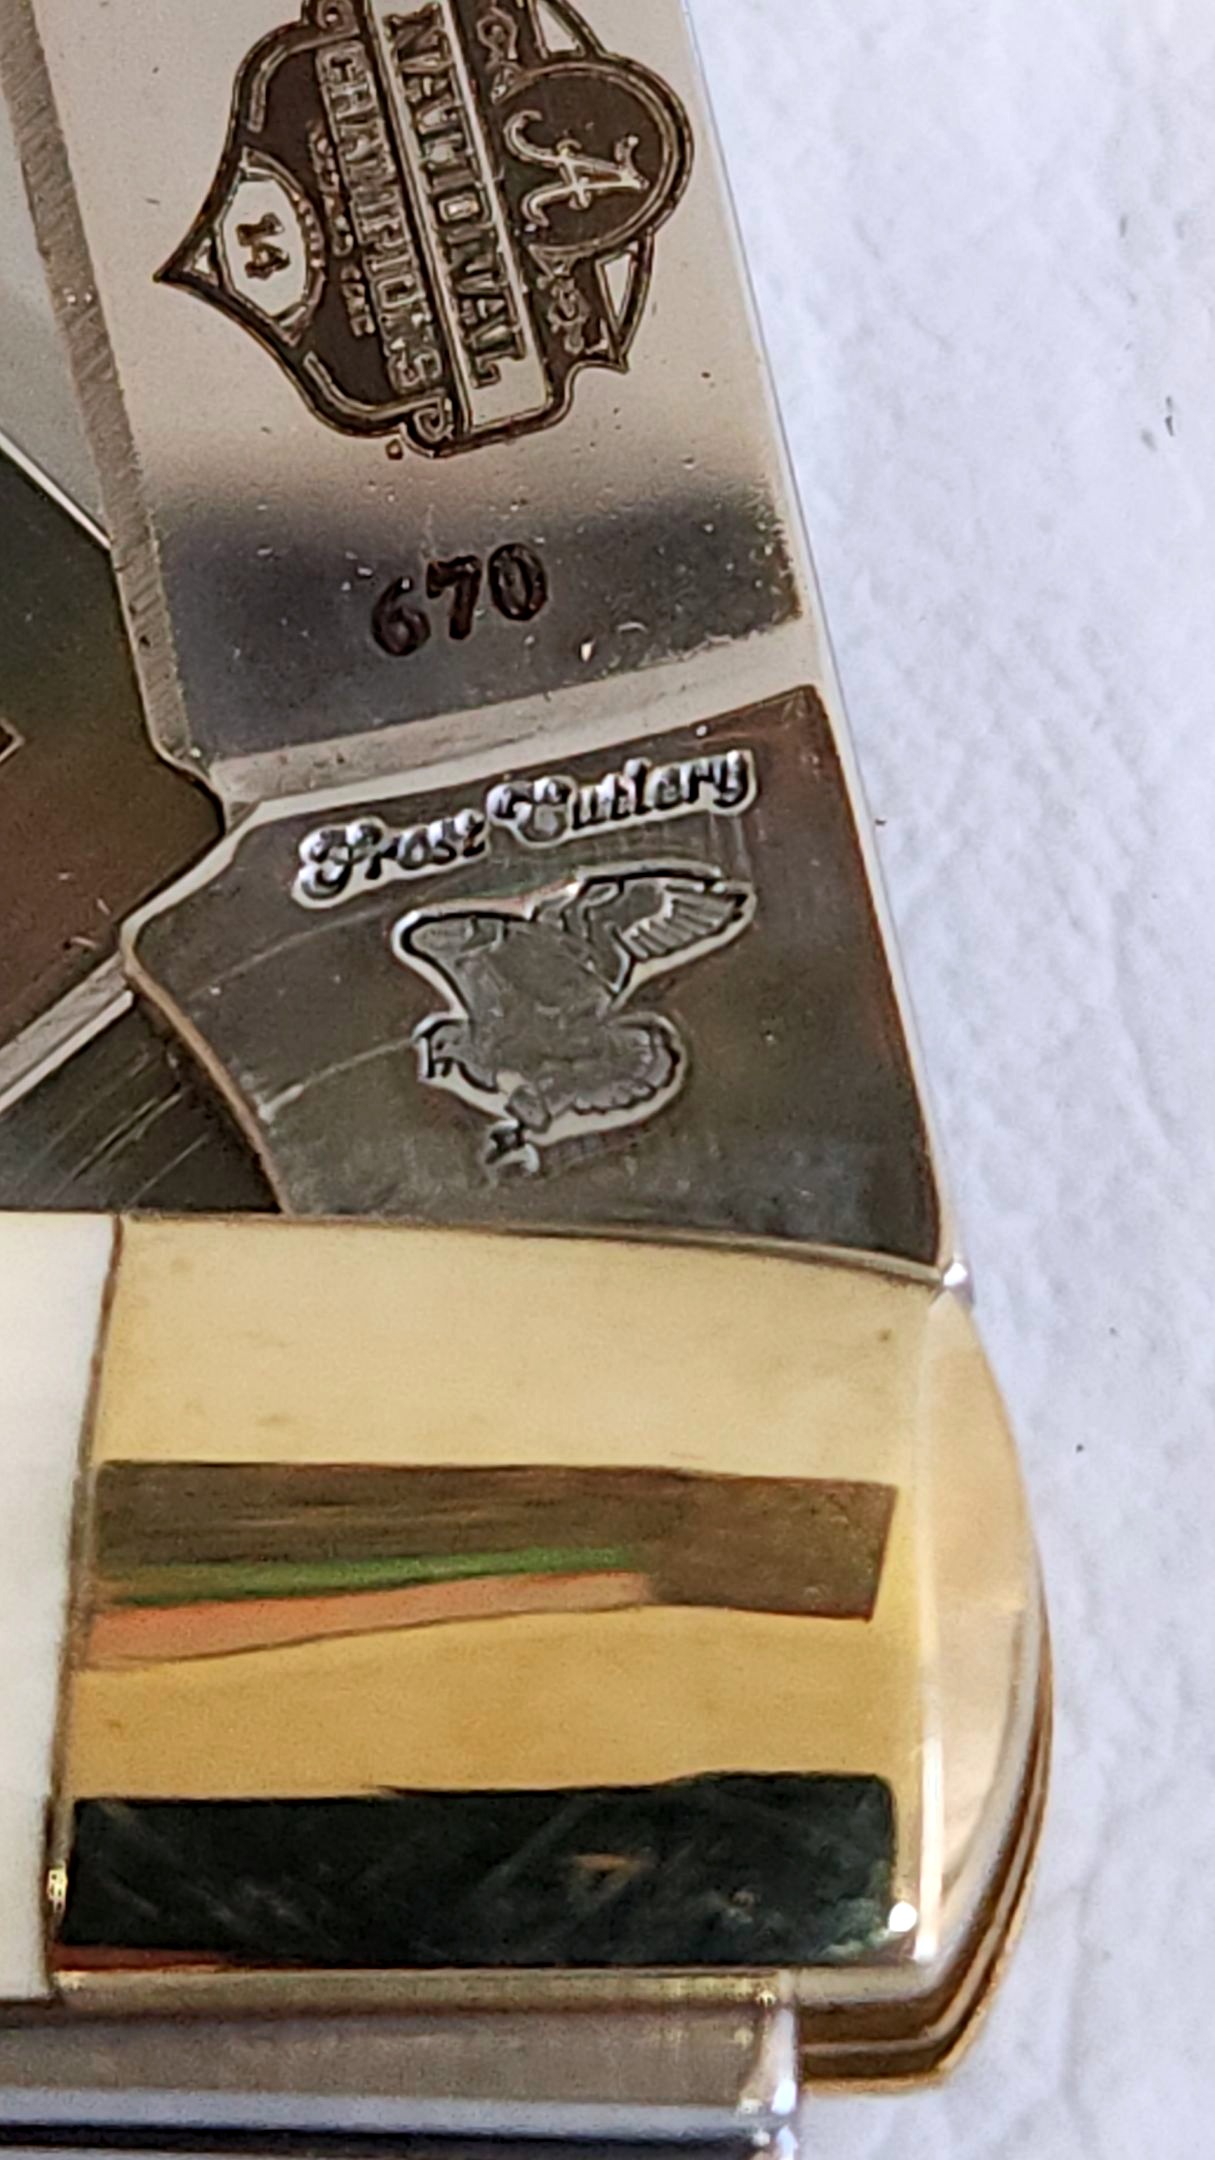 A
NATIONAL
CHAMPIONS
14
670
Frost Cutlery